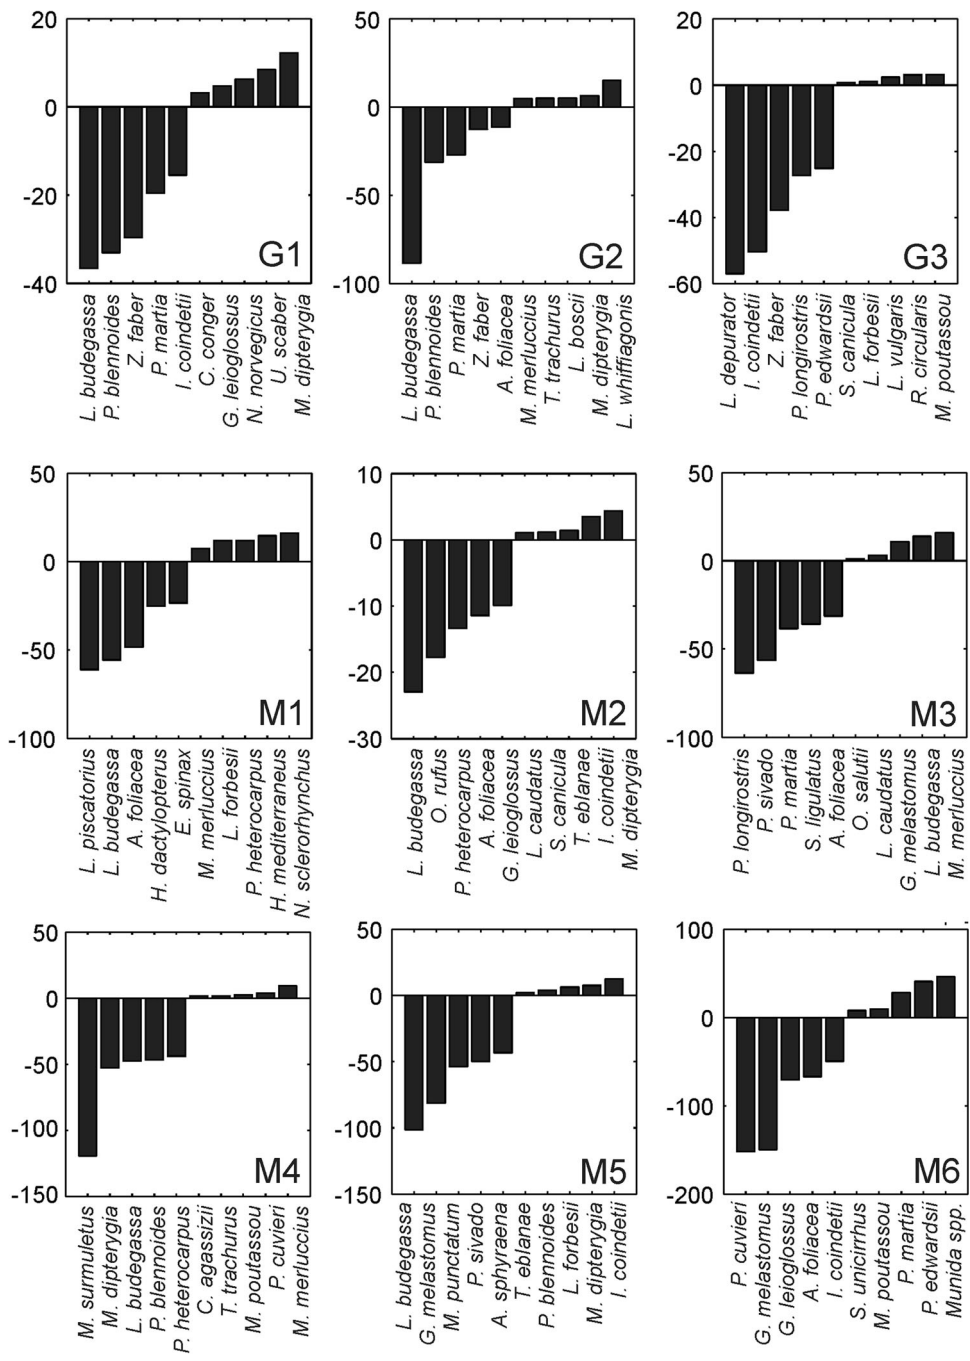 20
0
-20
-40
G1
L. budegassa
P. blennoides
Z. faber
P. martia
I. coindetii
C. conger
G. leioglossus
N. norvegicus
U. scaber
M. dipterygia
50
0
-50
-100
G2
L. budegassa
P. blennoides
P. martia
Z. faber
A. foliacea
M. merluccius
T. trachurus
L. boscii
M. dipterygia
L. whiffiagonis
20
0
-20
-40
-60
G3
L. depurator
I. coindetii
Z. faber
P. longirostris
P. edwardsii
S. canicula
L. forbesii
L. vulgaris
R. circularis
M. poutassou
50
0
-50
-100
M1
L. piscatorius
L. budegassa
A. foliacea
H. dactylopterus
E. spinax
M. merluccius
L. forbesii
P. heterocarpus
H. mediterraneus
N. sclerorhynchus
10
0
-10
-20
-30
M2
L. budegassa
O. rufus
P. heterocarpus
A. foliacea
G. leioglossus
L. caudatus
S. canicula
T. eblanae
I. coindetii
M. dipterygia
50
0
-50
-100
M3
P. longirostris
P. sivado
P. martia
S. ligulatus
A. foliacea
O. salutii
L. caudatus
G. melastomus
L. budegassa
M. merluccius
50
0
-50
-100
-150
M4
M. surmuletus
M. dipterygia
L. budegassa
P. blennoides
P. heterocarpus
C. agassizii
T. trachurus
M. poutassou
P. cuvieri
M. merluccius
50
0
-50
-100
-150
M5
L. budegassa
G. melastomus
M. punctatum
P. sivado
A. sphyraena
T. eblanae
P. blennoides
L. forbesii
M. dipterygia
I. coindetii
100
0
-100
-200
M6
P. cuvieri
G. melastomus
G. leioglossus
A. foliacea
I. coindetii
S. unicirrhus
M. poutassou
P. martia
P. edwardsii
Munida spp.